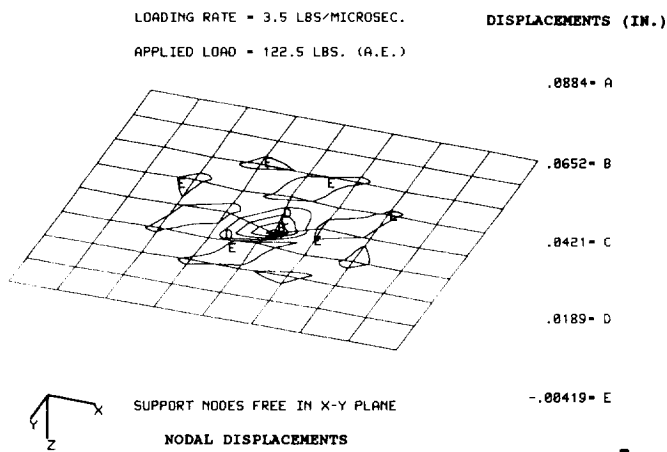 LOADING RATE = 3.5 LBS/MICROSEC.
DISPLACEMENTS (IN.)
APPLIED LOAD = 122.5 LBS. (A.E.)
.0884= A
.0652= B
.0421= C
.0189= D
-.00419= E
E
E
E
E
D
D
E
E
X
Y
Z
SUPPORT NODES FREE IN X-Y PLANE
NODAL DISPLACEMENTS